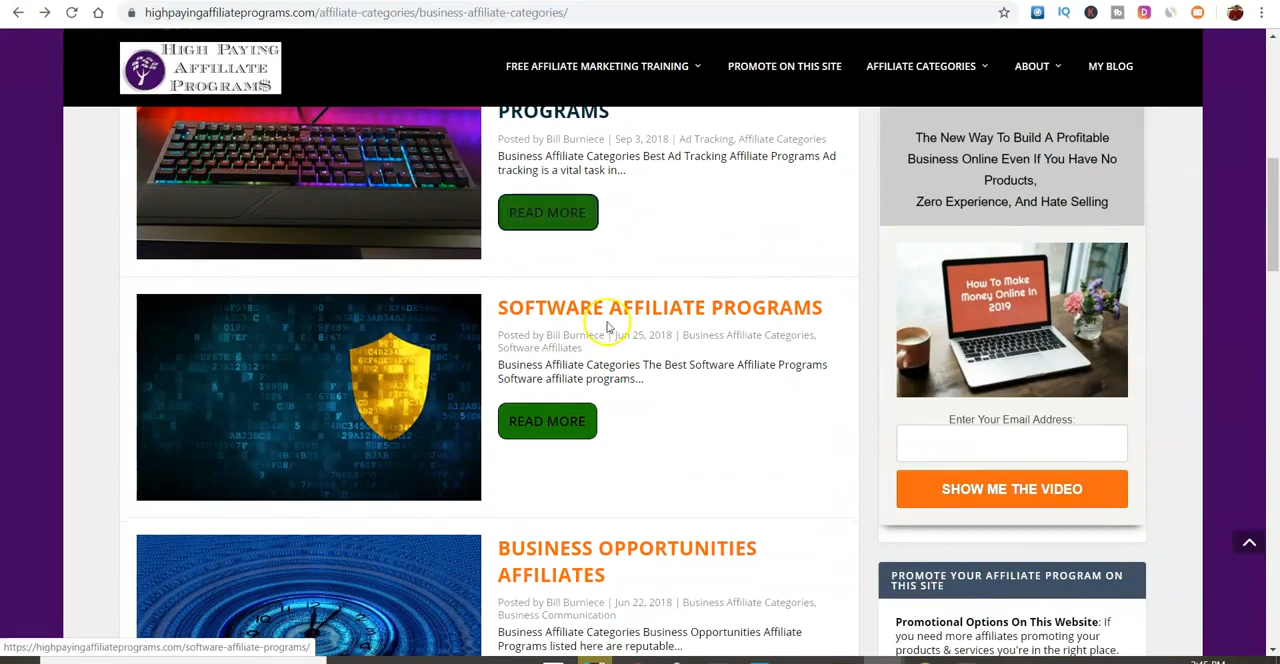 highpayingaffiliateprograms.com/affiliate-categories/business-affiliate-categories/
HIGH PAYING
AFFILIATE
PROGRAM$
FREE AFFILIATE MARKETING TRAINING
PROMOTE ON THIS SITE
AFFILIATE CATEGORIES
ABOUT
MY BLOG
PROGRAMS
Posted by Bill Burniece | Sep 3, 2018 | Ad Tracking, Affiliate Categories
Business Affiliate Categories Best Ad Tracking Affiliate Programs Ad
tracking is a vital task in...
READ MORE
SOFTWARE AFFILIATE PROGRAMS
Posted by Bill Burniece | Jun 25, 2018 | Business Affiliate Categories,
Software Affiliates
Business Affiliate Categories The Best Software Affiliate Programs
Software affiliate programs...
READ MORE
BUSINESS OPPORTUNITIES
AFFILIATES
Posted by Bill Burniece | Jun 22, 2018 | Business Affiliate Categories,
Business Communication
Business Affiliate Categories Business Opportunities Affiliate
Programs listed here are reputable...
The New Way To Build A Profitable
Business Online Even If You Have No
Products,
Zero Experience, And Hate Selling
How To Make
Money Online In
2019
Enter Your Email Address:
SHOW ME THE VIDEO
PROMOTE YOUR AFFILIATE PROGRAM ON
THIS SITE
Promotional Options On This Website: If
you need more affiliates promoting your
products & services you're in the right place.
https://highpayingaffiliateprograms.com/software-affiliate-programs/